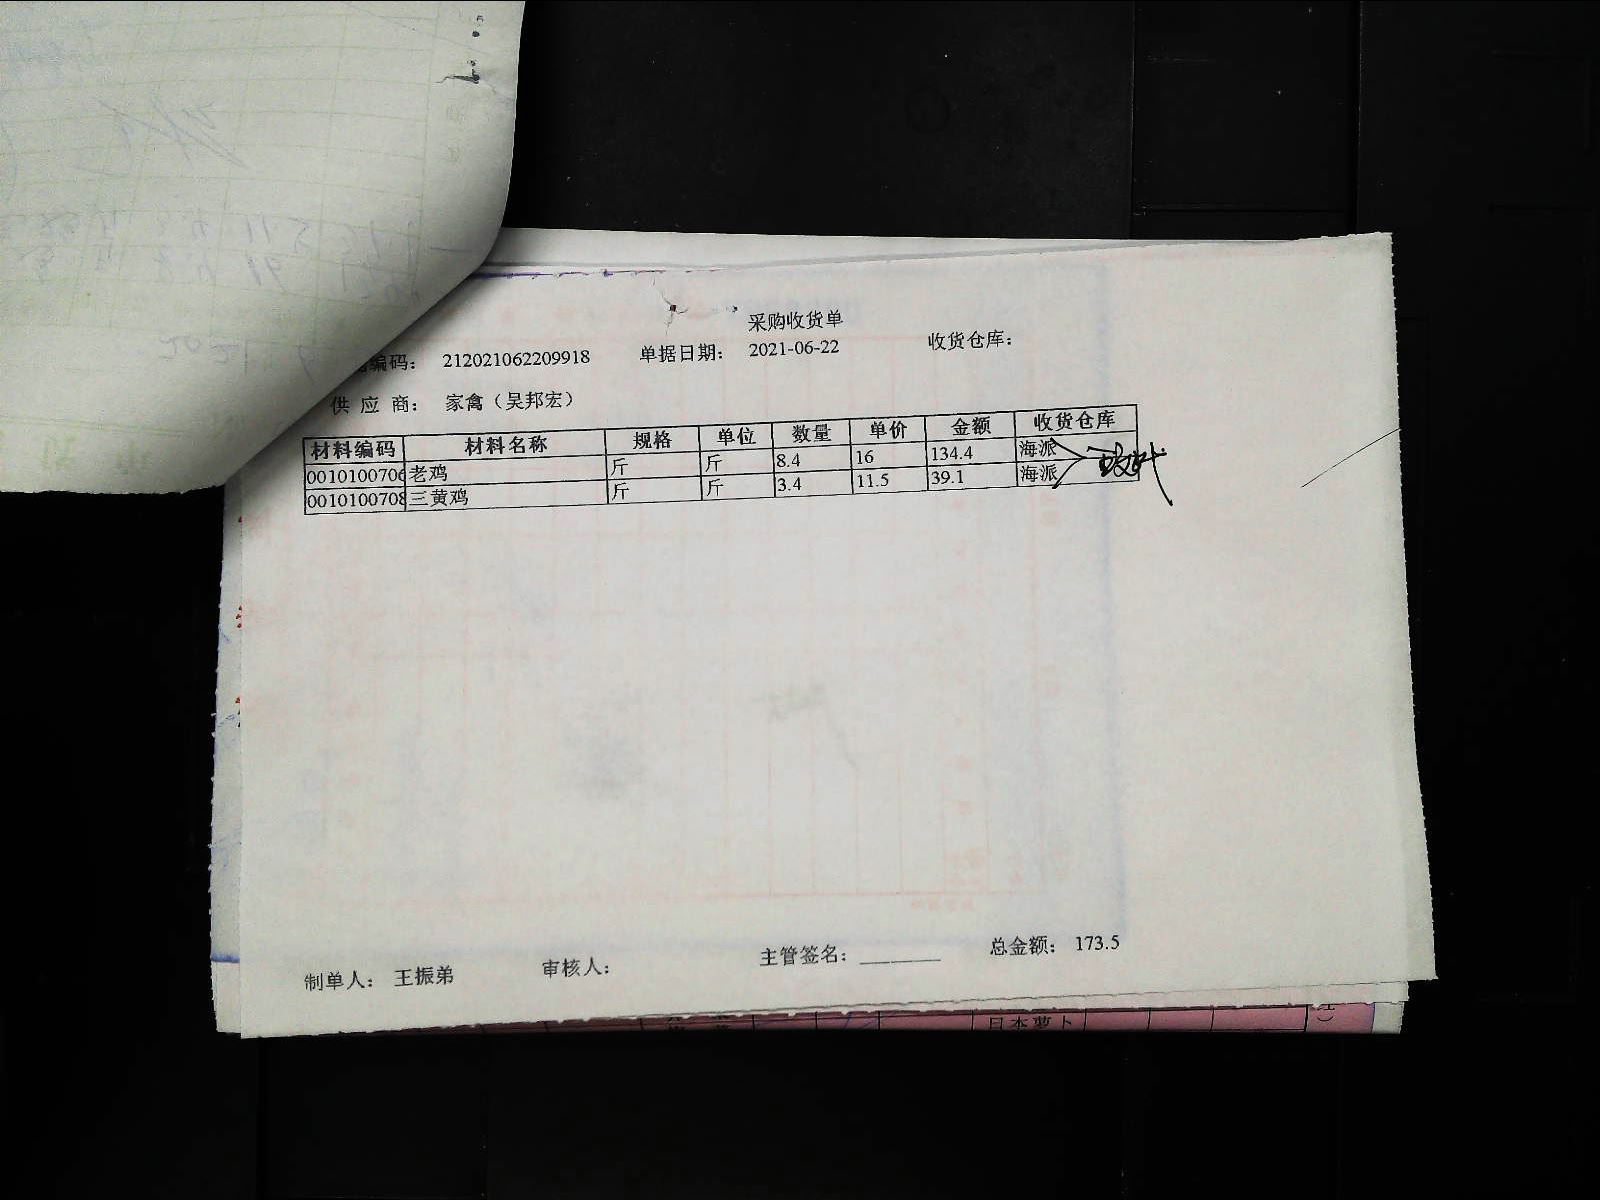 采购收货单
编码: 212021062209918 单据日期: 2021-06-22 收货仓库:
供应商: 家禽（吴邦宏）
材料编码 材料名称 规格 单位 数量 单价 金额 收货仓库
0010100706 老鸡 斤 斤 8.4 16 134.4 海派
0010100708 三黄鸡 斤 斤 3.4 11.5 39.1 海派
制单人: 王振弟 审核人: 主管签名: 总金额: 173.5
日本萝卜